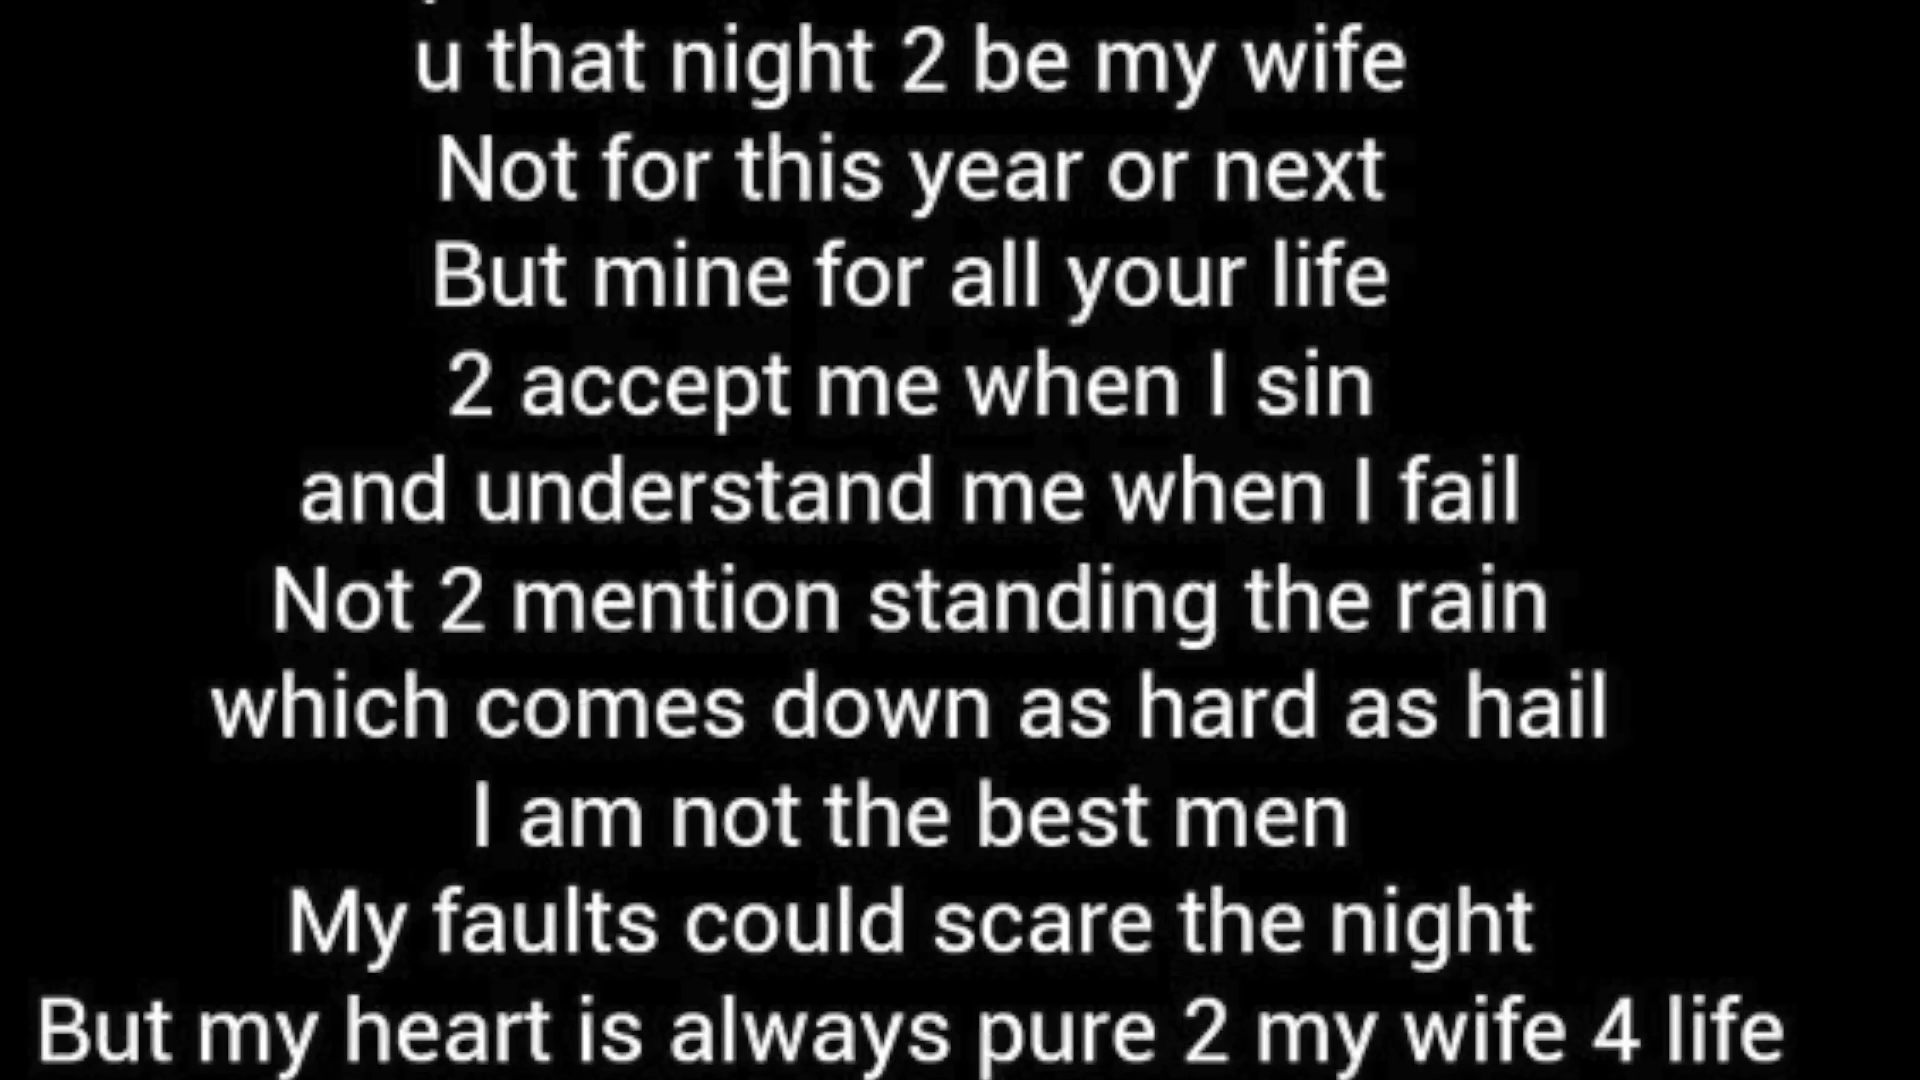 u that night 2 be my wife
Not for this year or next
But mine for all your life
2 accept me when I sin
and understand me when I fail
Not 2 mention standing the rain
which comes down as hard as hail
I am not the best men
My faults could scare the night
But my heart is always pure 2 my wife 4 life